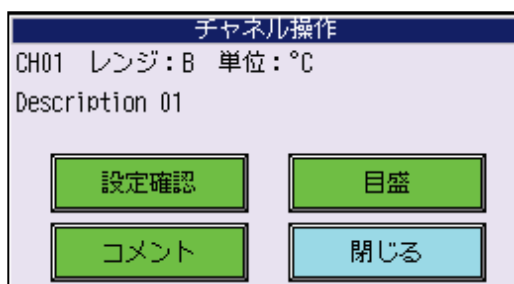 チャネル操作
CH01 レンジ:B 単位:°C
Description 01
設定確認 目盛
コメント 閉じる